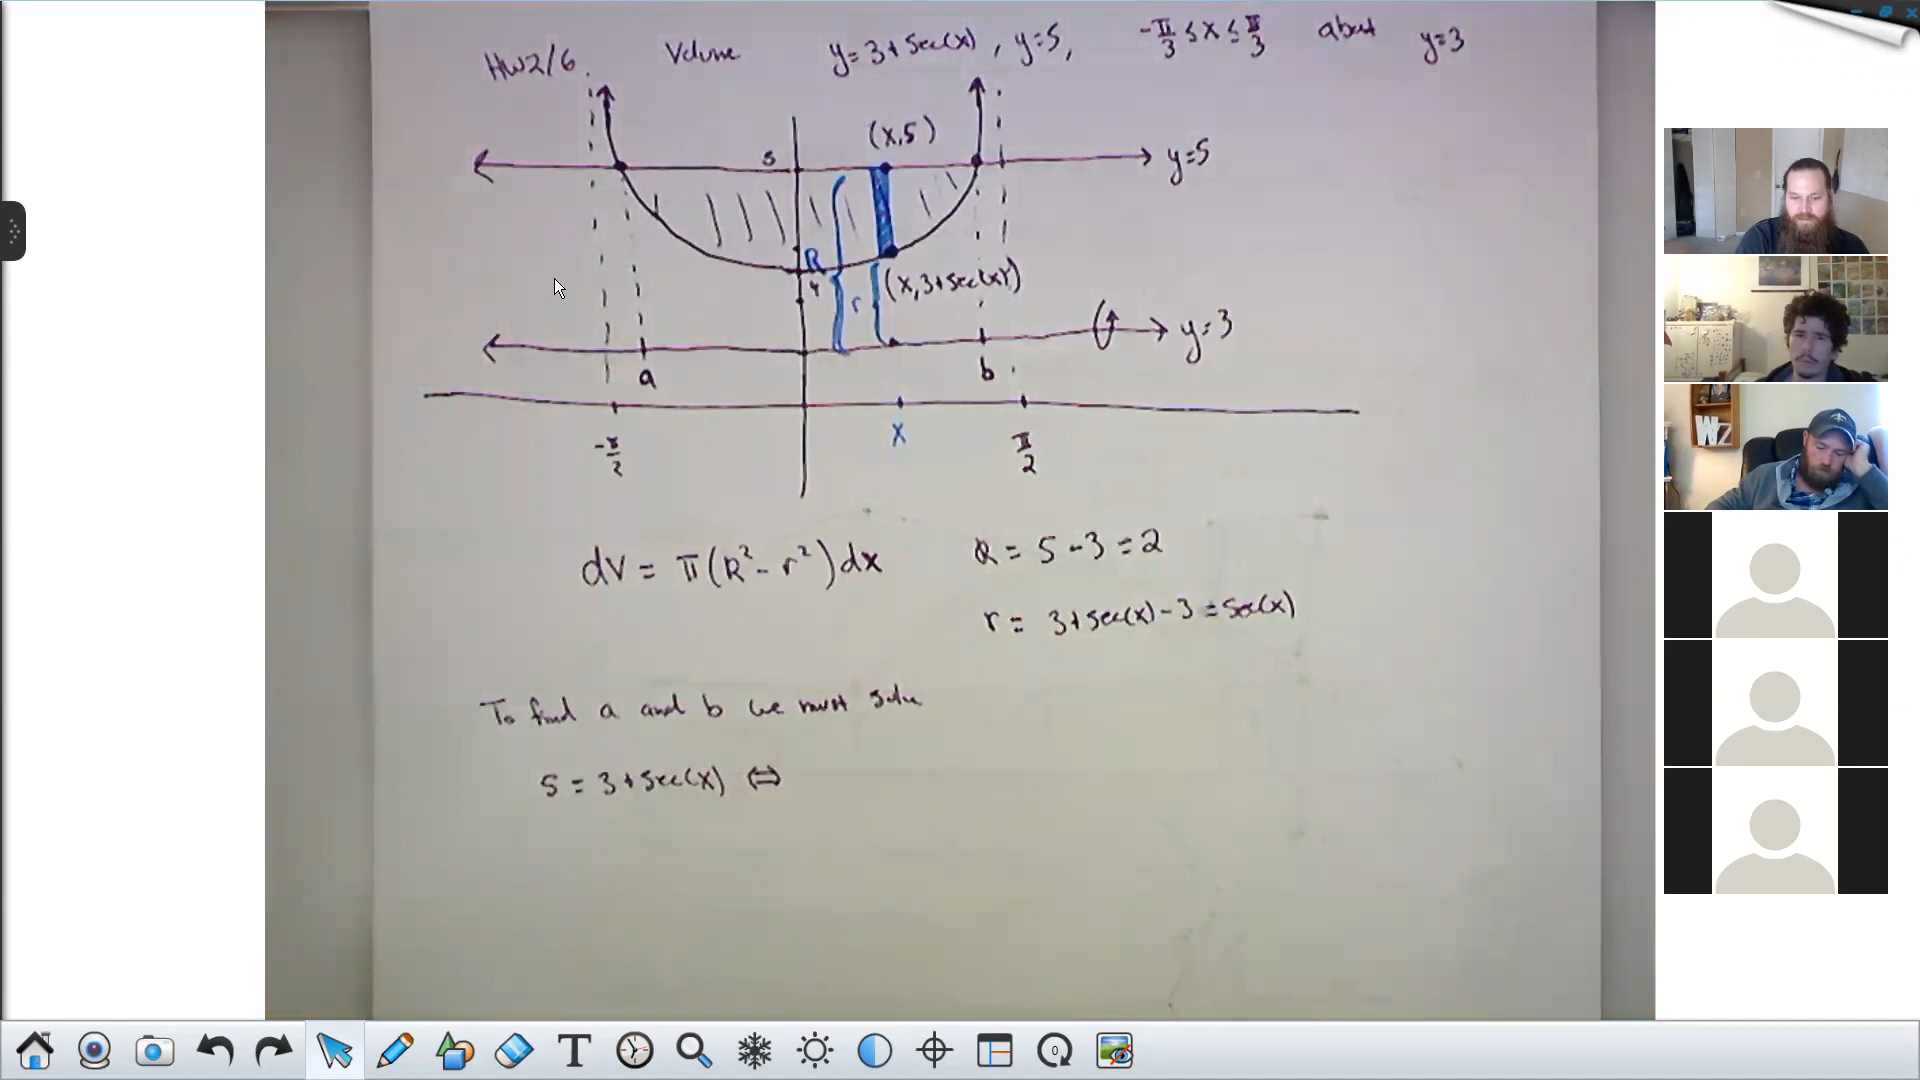 HW2/6. Volume y=3+sec(x), y=5, -π/3 ≤ x ≤ π/3 about y=3
(x,5)
5
y=5
R
4
r
(x,3+sec(x))
y=3
a
b
-π/2
x
π/2
dV = π(R²-r²)dx
R = 5-3=2
r = 3+sec(x)-3=sec(x)
To find a and b we must solve
5 = 3+sec(x) ⇔
WZ
T
0